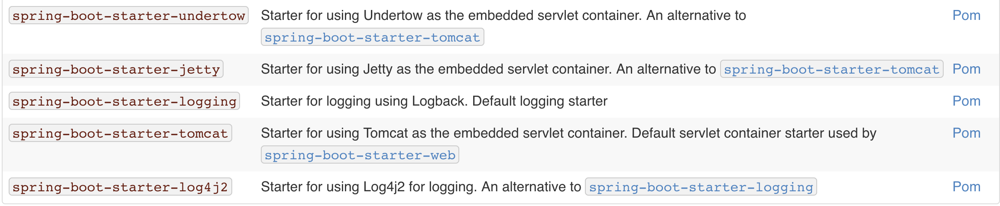 spring-boot-starter-undertow Starter for using Undertow as the embedded servlet container. An alternative to Pom
spring-boot-starter-tomcat
spring-boot-starter-jetty Starter for using Jetty as the embedded servlet container. An alternative to spring-boot-starter-tomcat Pom
spring-boot-starter-logging Starter for logging using Logback. Default logging starter Pom
spring-boot-starter-tomcat Starter for using Tomcat as the embedded servlet container. Default servlet container starter used by Pom
spring-boot-starter-web
spring-boot-starter-log4j2 Starter for using Log4j2 for logging. An alternative to spring-boot-starter-logging Pom